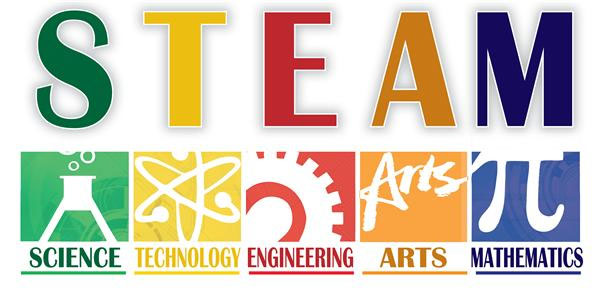 STEAM
Arts π
SCIENCE TECHNOLOGY ENGINEERING ARTS MATHEMATICS